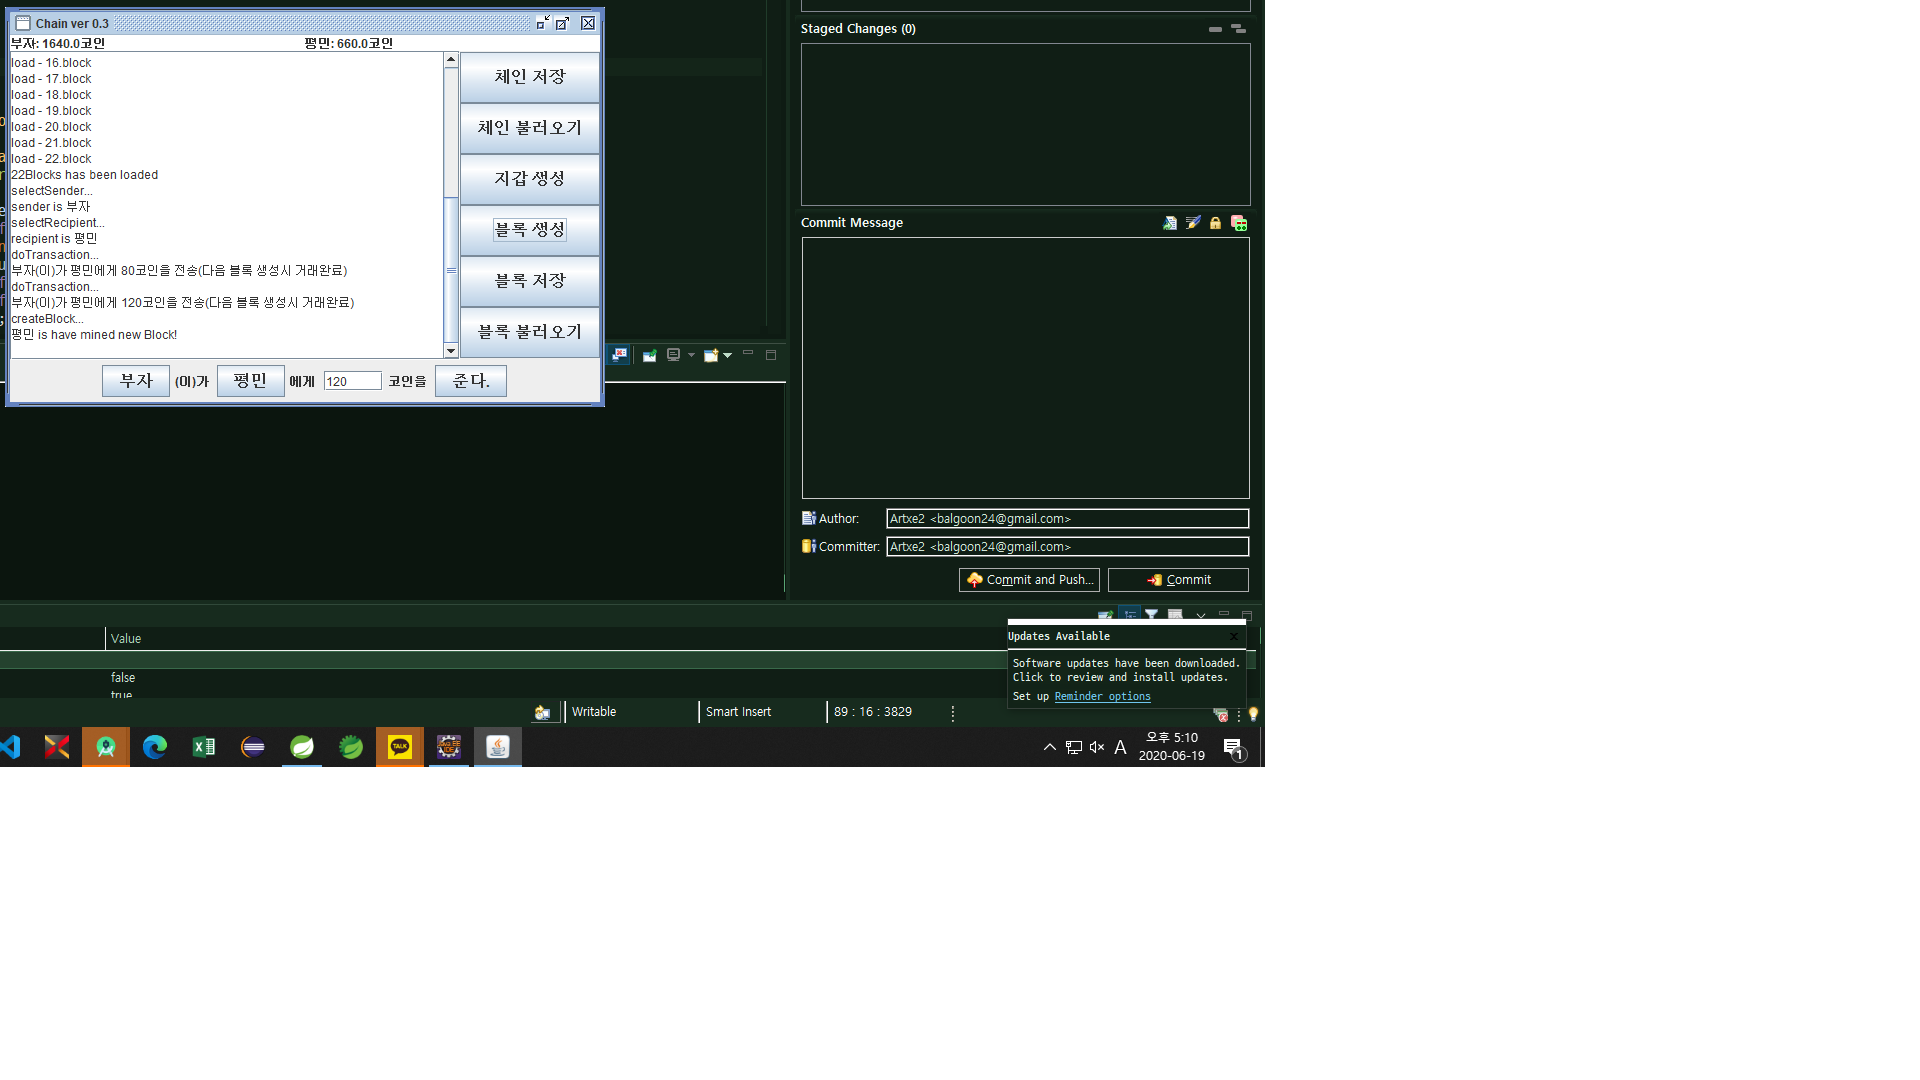 Chain ver 0.3
부자: 1640.0코인
평민: 660.0코인
load - 16.block
load - 17.block
load - 18.block
load - 19.block
load - 20.block
load - 21.block
load - 22.block
22Blocks has been loaded
selectSender...
sender is 부자
selectRecipient...
recipient is 평민
doTransaction...
부자(이)가 평민에게 80코인을 전송(다음 블록 생성시 거래완료)
doTransaction...
부자(이)가 평민에게 120코인을 전송(다음 블록 생성시 거래완료)
createBlock...
평민 is have mined new Block!
체인 저장
체인 불러오기
지갑 생성
블록 생성
블록 저장
블록 불러오기
부자 (이)가 평민 에게 120 코인을 준다.
Staged Changes (0)
Commit Message
Author: Artxe2 <balgoon24@gmail.com>
Committer: Artxe2 <balgoon24@gmail.com>
Commit and Push...
Commit
Value
false
true
Updates Available
Software updates have been downloaded.
Click to review and install updates.
Set up Reminder options
Writable
Smart Insert
89 : 16 : 3829
TALK
A
오후 5:10
2020-06-19
1